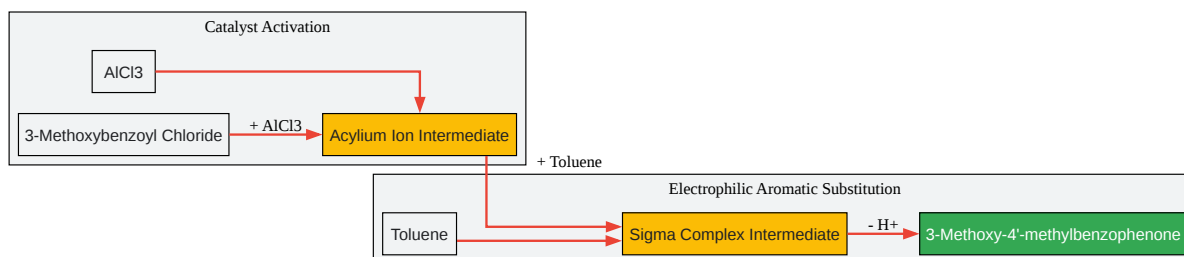 Catalyst Activation
AlCl3
3-Methoxybenzoyl Chloride
+ AlCl3
Acylium Ion Intermediate
+ Toluene
Electrophilic Aromatic Substitution
Toluene
Sigma Complex Intermediate
- H+
3-Methoxy-4'-methylbenzophenone